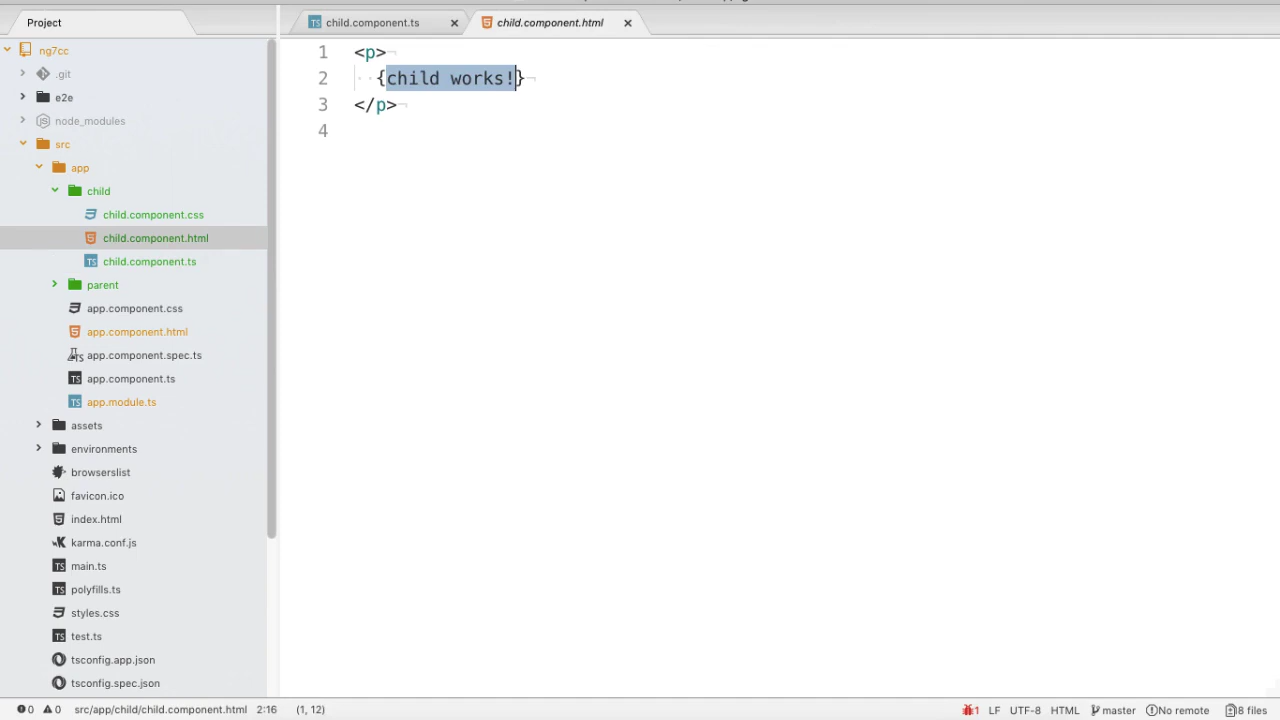 Project
child.component.ts
child.component.html
ng7cc
.git
e2e
node_modules
src
app
child
child.component.css
child.component.html
child.component.ts
parent
app.component.css
app.component.html
app.component.spec.ts
app.component.ts
app.module.ts
assets
environments
browserslist
favicon.ico
index.html
karma.conf.js
main.ts
polyfills.ts
styles.css
test.ts
tsconfig.app.json
tsconfig.spec.json
1 <p>
2 {child works!}
3 </p>
4
0 0 src/app/child/child.component.html 2:16 (1, 12) 1 LF UTF-8 HTML master No remote 8 files